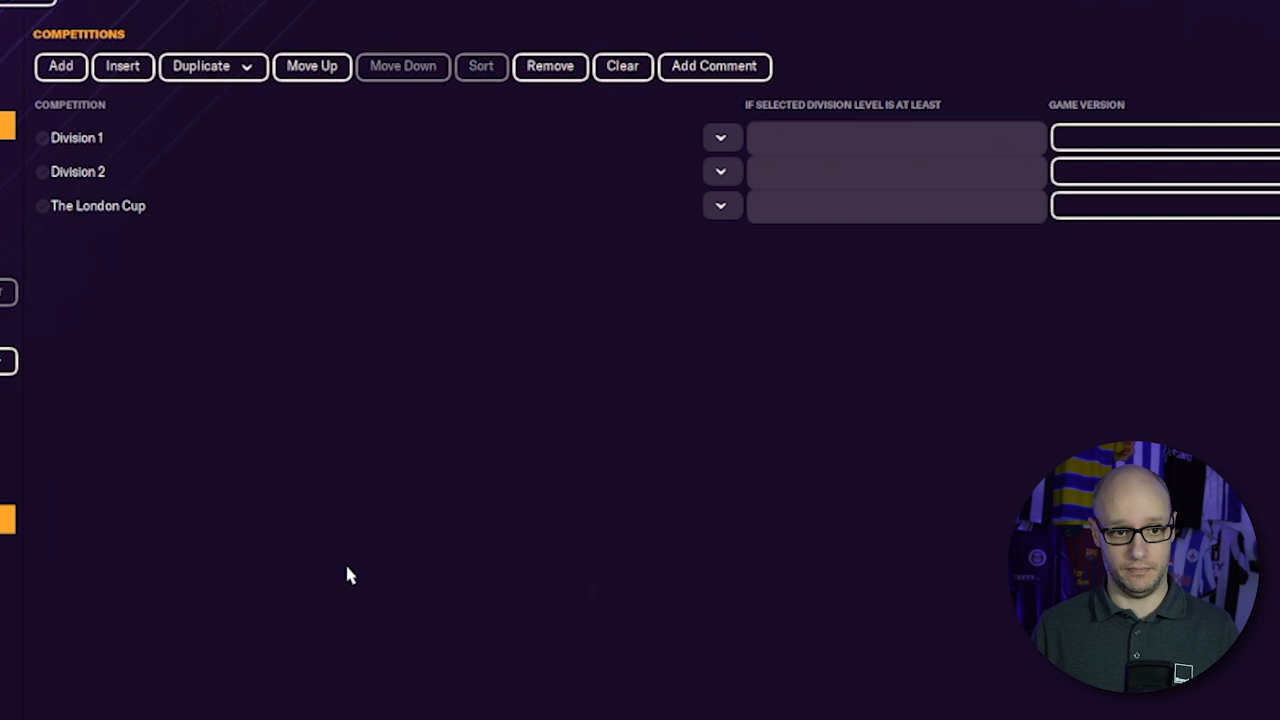 COMPETITIONS
Add Insert Duplicate Move Up Move Down Sort Remove Clear Add Comment
COMPETITION IF SELECTED DIVISION LEVEL IS AT LEAST GAME VERSION
Division 1
Division 2
The London Cup